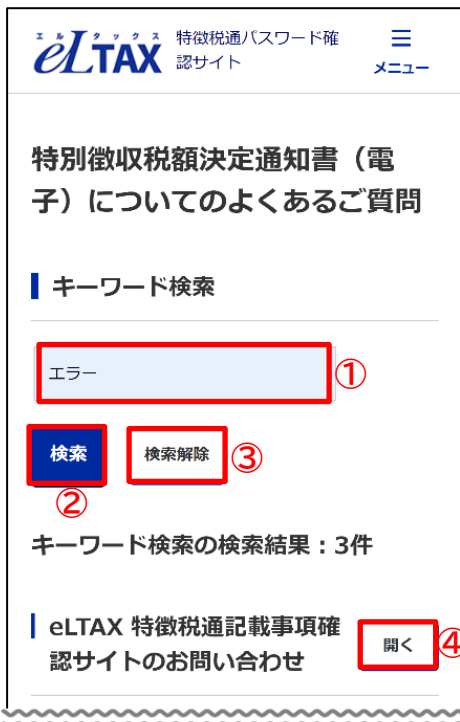 エルタックス
eLTAX
特徴税通パスワード確
認サイト
メニュー
特別徴収税額決定通知書（電
子）についてのよくあるご質問
キーワード検索
エラー
①
検索
検索解除
③
②
キーワード検索の検索結果：3件
eLTAX 特徴税通記載事項確
認サイトのお問い合わせ
開く
④